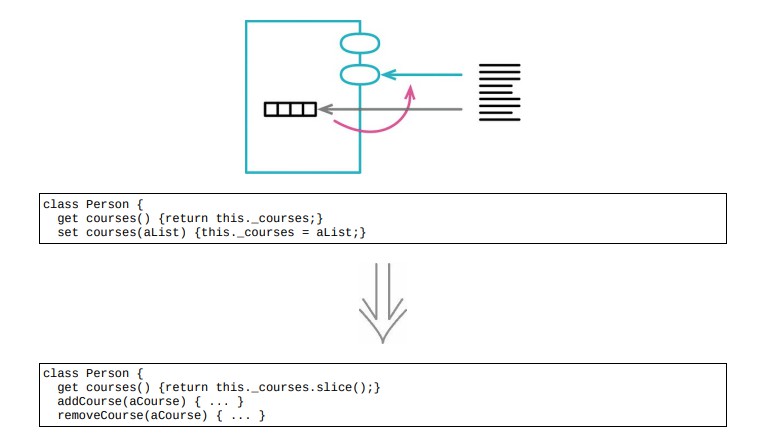 class Person {
  get courses() {return this._courses;}
  set courses(aList) {this._courses = aList;}
class Person {
  get courses() {return this._courses.slice();}
  addCourse(aCourse) { ... }
  removeCourse(aCourse) { ... }